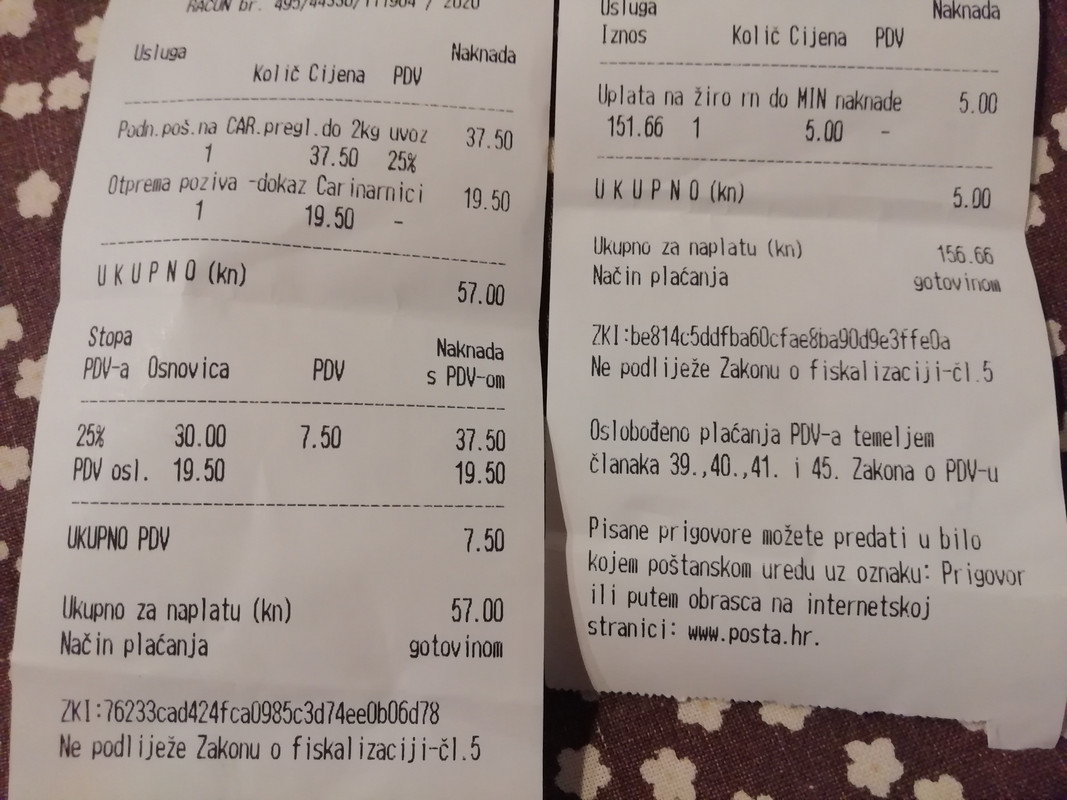 RAČUN br. 495/44330/111904 / 2020
Usluga Naknada
Količ Cijena PDV
Podn.poš.na CAR.pregl.do 2kg uvoz 37.50
1 37.50 25%
Otprema poziva -dokaz Carinarnici 19.50
1 19.50 -
U K U P N O (kn) 57.00
Stopa Naknada
PDV-a Osnovica PDV s PDV-om
25% 30.00 7.50 37.50
PDV osl. 19.50 19.50
UKUPNO PDV 7.50
Ukupno za naplatu (kn) 57.00
Način plaćanja gotovinom
ZKI:76233cad424fca0985c3d74ee0b06d78
Ne podliježe Zakonu o fiskalizaciji-čl.5
Usluga Naknada
Iznos Količ Cijena PDV
Uplata na žiro rn do MIN naknade 5.00
151.66 1 5.00 -
U K U P N O (kn) 5.00
Ukupno za naplatu (kn) 156.66
Način plaćanja gotovinom
ZKI:be814c5ddfba60cfae8ba90d9e3ffe0a
Ne podliježe Zakonu o fiskalizaciji-čl.5
Oslobođeno plaćanja PDV-a temeljem
članaka 39.,40.,41. i 45. Zakona o PDV-u
Pisane prigovore možete predati u bilo
kojem poštanskom uredu uz oznaku: Prigovor
ili putem obrasca na internetskoj
stranici: www.posta.hr.